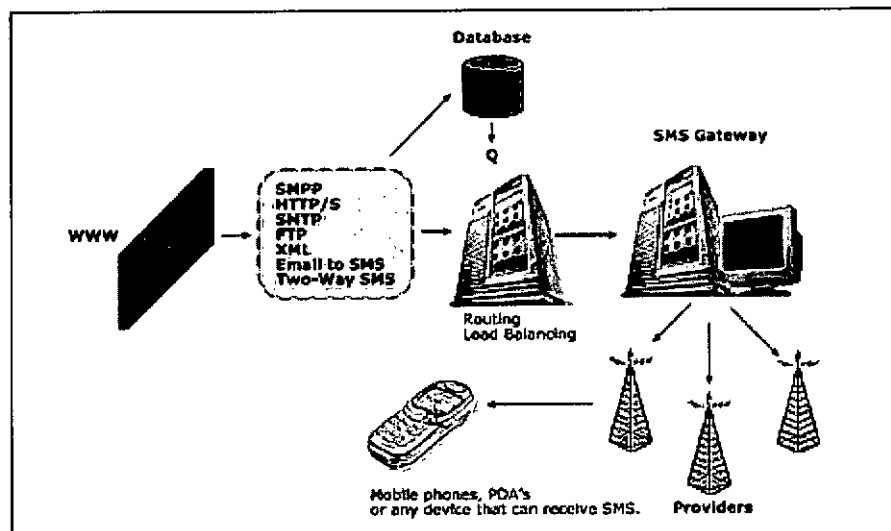 Database
Q
SMS Gateway
WWW
SMPP
HTTP/S
SMTP
FTP
XML
Email to SMS
Two-Way SMS
Routing
Load Balancing
Mobile phones, PDA's
or any device that can receive SMS.
Providers